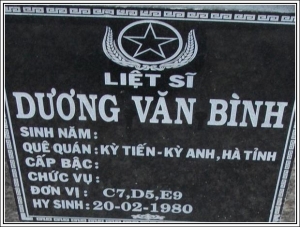 LIỆT SĨ
DƯƠNG VĂN BÌNH
SINH NĂM :
QUÊ QUÁN : KỲ TIẾN - KỲ ANH , HÀ TỈNH
CẤP BẬC :
CHỨC VỤ :
ĐƠN VỊ : C7, D5, E9
HY SINH : 20-02-1980